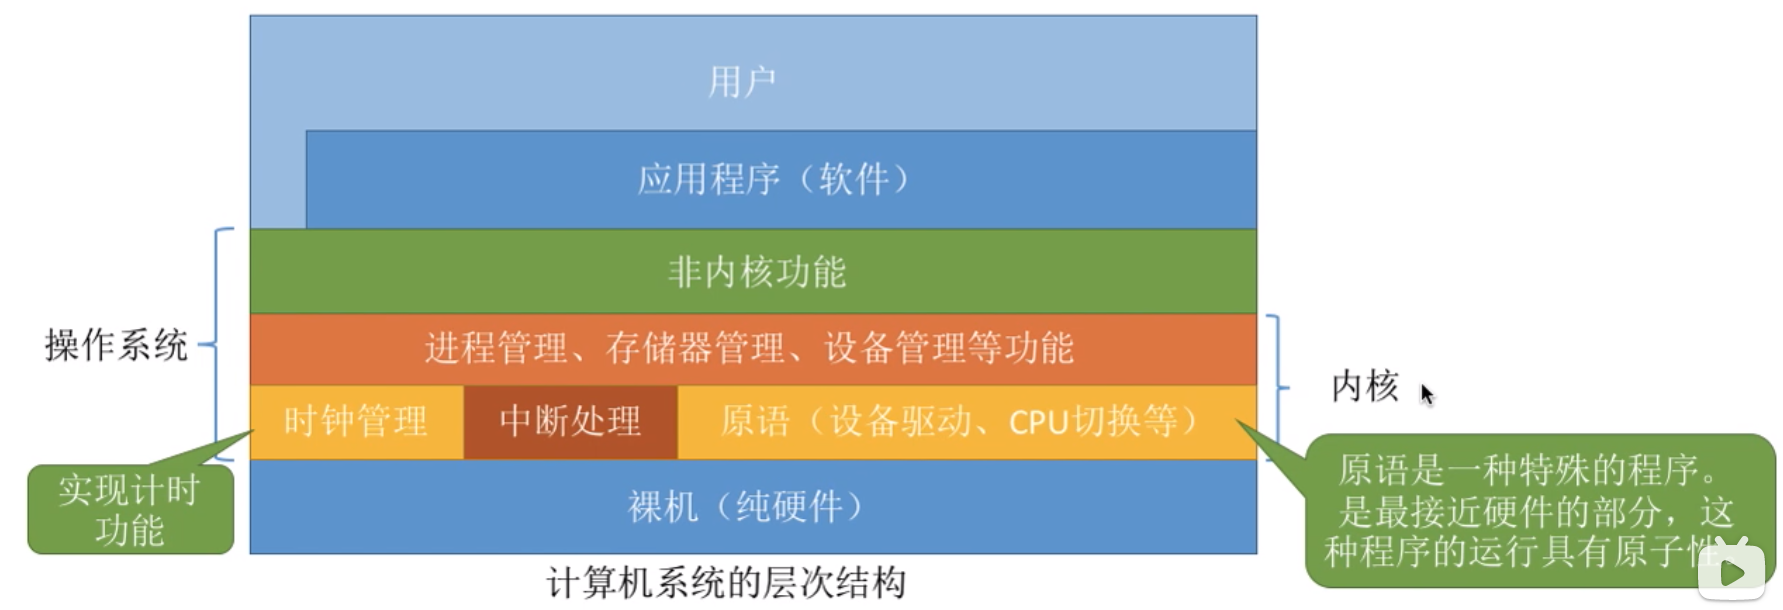 用户
应用程序（软件）
非内核功能
操作系统
进程管理、存储器管理、设备管理等功能
内核
时钟管理
中断处理
原语（设备驱动、CPU切换等）
实现计时
功能
原语是一种特殊的程序。
是最接近硬件的部分，这
种程序的运行具有原子性。
裸机（纯硬件）
计算机系统的层次结构